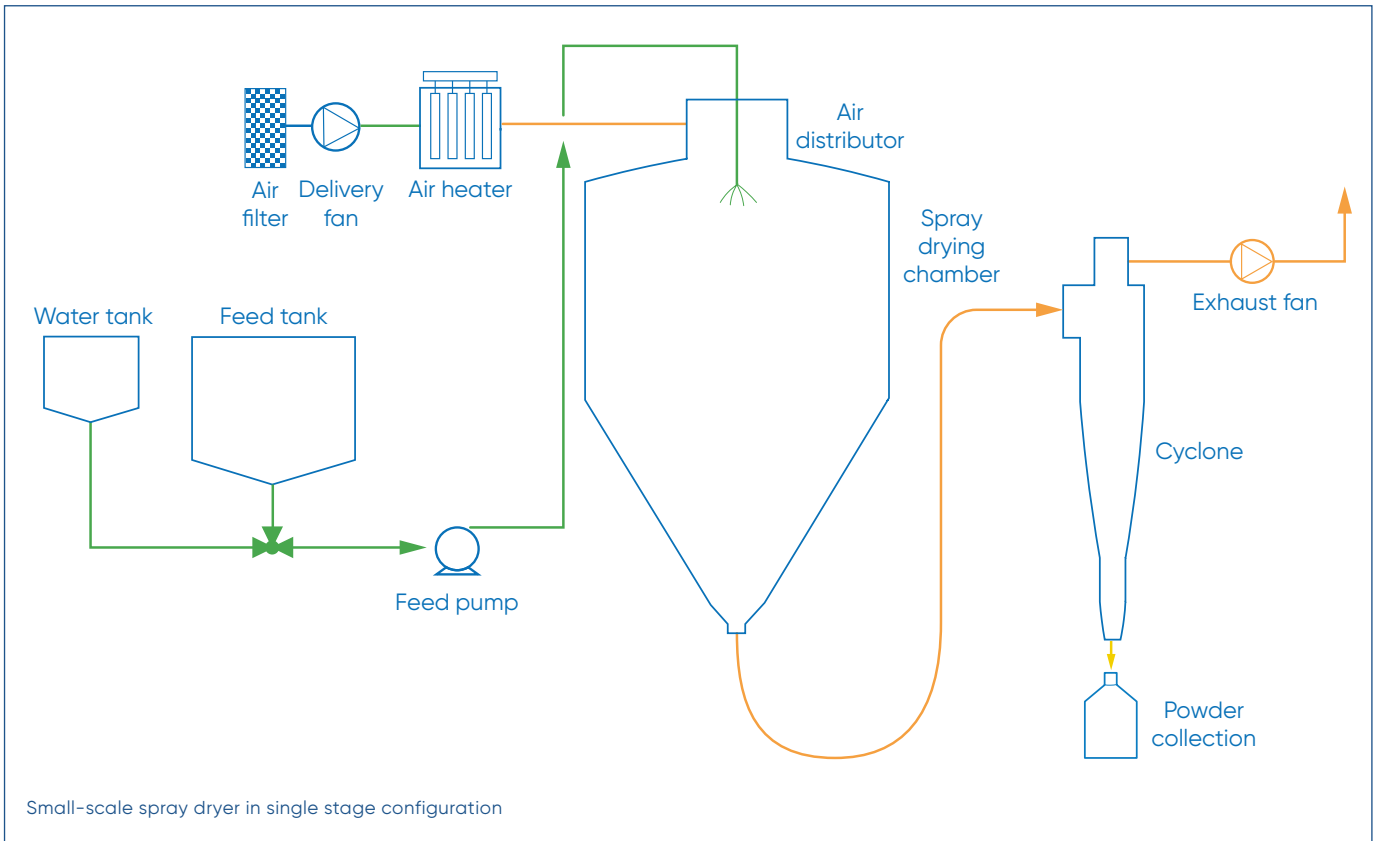 Air
distributor
Air
filter
Delivery
fan
Air heater
Spray
drying
chamber
Exhaust fan
Water tank
Feed tank
Cyclone
Feed pump
Powder
collection
Small-scale spray dryer in single stage configuration